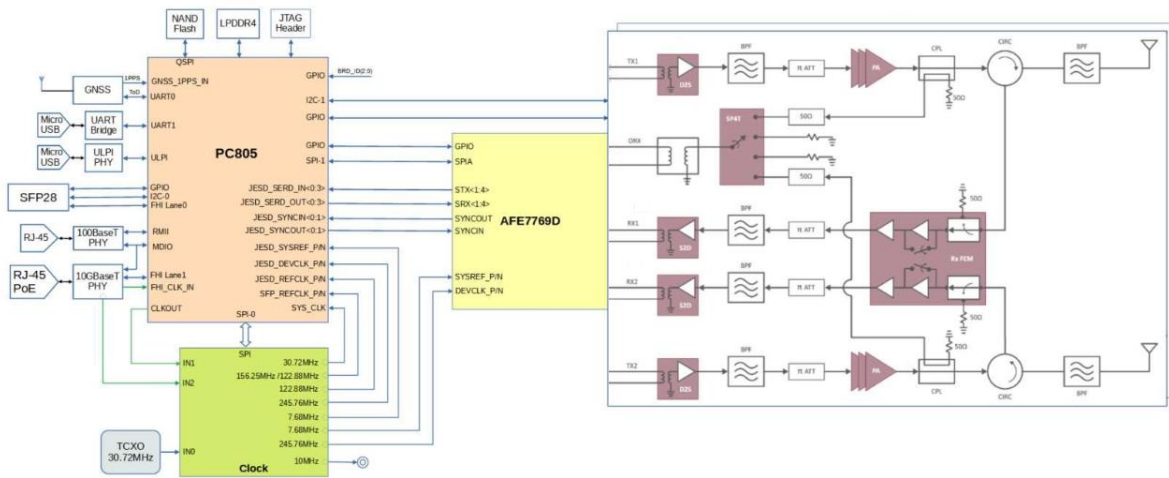 NAND
Flash
LPDDR4
JTAG
Header
QSPI
GNSS
1PPS
ToD
GNSS_1PPS_IN
UART0
Micro
USB
UART
Bridge
UART1
Micro
USB
ULPI
PHY
ULPI
PC805
SFP28
GPIO
I2C-0
FHI Lane0
RJ-45
100BaseT
PHY
RMII
MDIO
RJ-45
PoE
10GBaseT
PHY
FHI Lane1
FHI_CLK_IN
CLKOUT
GPIO
BRD_ID(2:0)
I2C-1
GPIO
GPIO
SPI-1
JESD_SERD_IN<0:3>
JESD_SERD_OUT<0:3>
JESD_SYNCIN<0:1>
JESD_SYNCOUT<0:1>
JESD_SYSREF_P/N
JESD_DEVCLK_P/N
JESD_REFCLK_P/N
SFP_REFCLK_P/N
SYS_CLK
SPI-0
SPI
IN1
IN2
IN0
30.72MHz
156.25MHz /122.88MHz
122.88MHz
245.76MHz
7.68MHz
7.68MHz
245.76MHz
10MHz
Clock
TCXO
30.72MHz
GPIO
SPIA
AFE7769D
STX<1:4>
SRX<1:4>
SYNCOUT
SYNCIN
SYSREF_P/N
DEVCLK_P/N
TX1
D2S
BPF
π ATT
PA
CPL
50Ω
CIRC
BPF
ORX
SP4T
50Ω
50Ω
RX1
S2D
BPF
π ATT
50Ω
Rx FEM
RX2
S2D
BPF
π ATT
50Ω
TX2
D2S
BPF
π ATT
PA
50Ω
CPL
CIRC
BPF